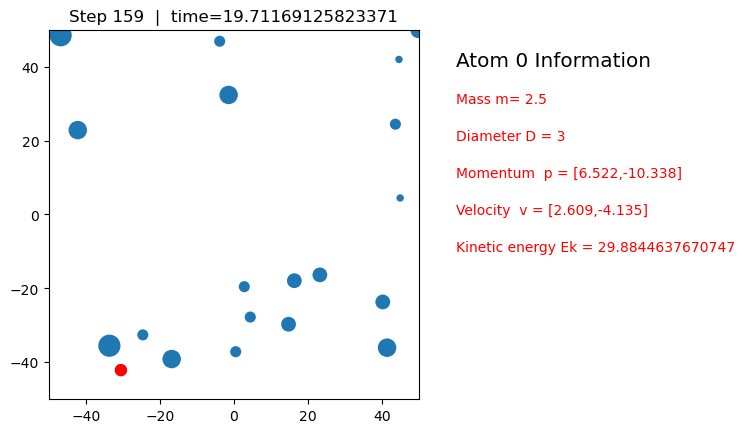 Step 159  |  time=19.71169125823371
Atom 0 Information
Mass m= 2.5
Diameter D = 3
Momentum  p = [6.522,-10.338]
Velocity  v = [2.609,-4.135]
Kinetic energy Ek = 29.8844637670747
40
20
0
−20
−40
−40 −20 0 20 40